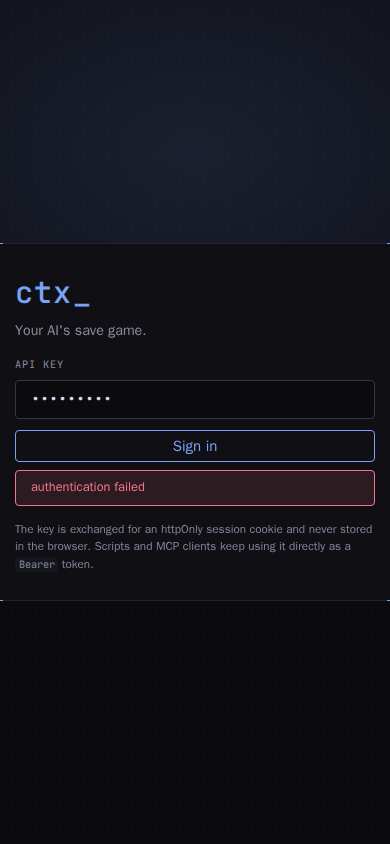 ctx_
Your AI's save game.
API KEY
•••••••••
Sign in
authentication failed
The key is exchanged for an httpOnly session cookie and never stored
in the browser. Scripts and MCP clients keep using it directly as a
Bearer token.